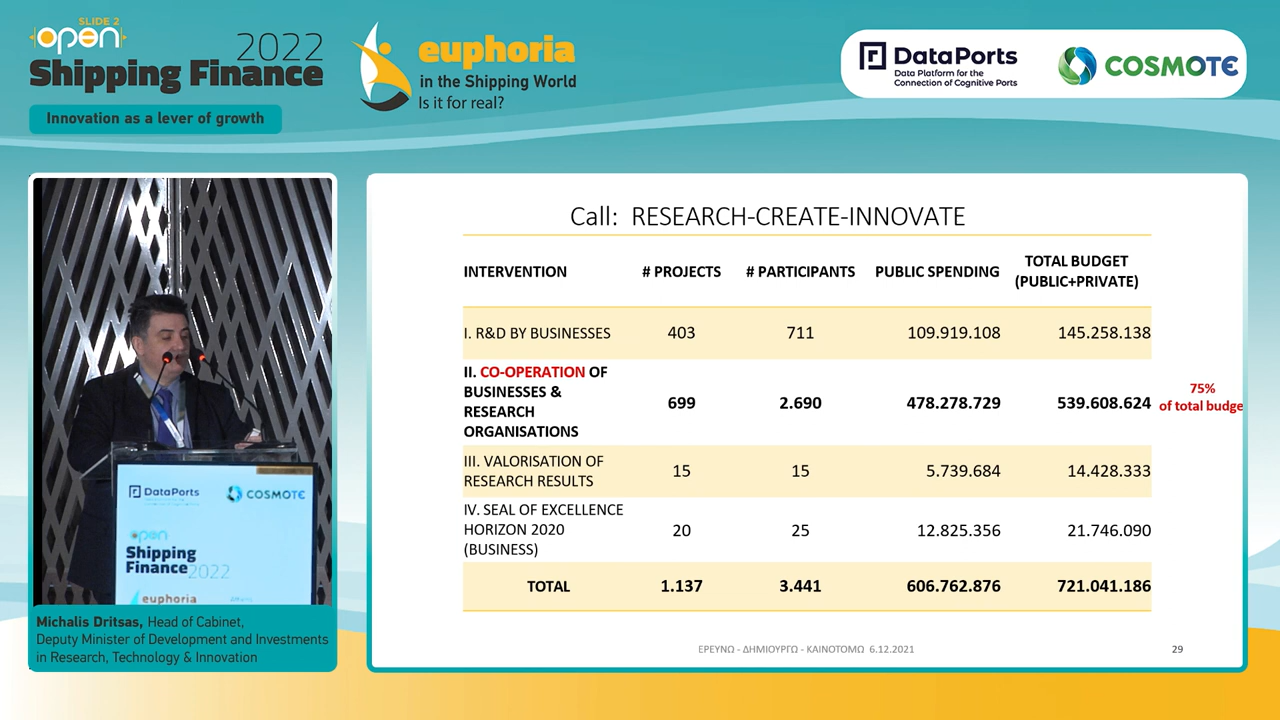 SLIDE 2
open
2022
Shipping Finance
Innovation as a lever of growth
euphoria
in the Shipping World
Is it for real?
DataPorts
Data Platform for the
Connection of Cognitive Ports
COSMOTE
DataPorts
COSMOTE
open
Shipping
Finance 2022
euphoria
Michalis Dritsas, Head of Cabinet,
Deputy Minister of Development and Investments
in Research, Technology & Innovation
Call: RESEARCH-CREATE-INNOVATE
INTERVENTION # PROJECTS # PARTICIPANTS PUBLIC SPENDING TOTAL BUDGET
(PUBLIC+PRIVATE)
I. R&D BY BUSINESSES 403 711 109.919.108 145.258.138
II. CO-OPERATION OF
BUSINESSES &
RESEARCH
ORGANISATIONS
699 2.690 478.278.729 539.608.624
75%
of total budge
III. VALORISATION OF
RESEARCH RESULTS
15 15 5.739.684 14.428.333
IV. SEAL OF EXCELLENCE
HORIZON 2020
(BUSINESS)
20 25 12.825.356 21.746.090
TOTAL 1.137 3.441 606.762.876 721.041.186
ΕΡΕΥΝΩ - ΔΗΜΙΟΥΡΓΩ - ΚΑΙΝΟΤΟΜΩ 6.12.2021
29